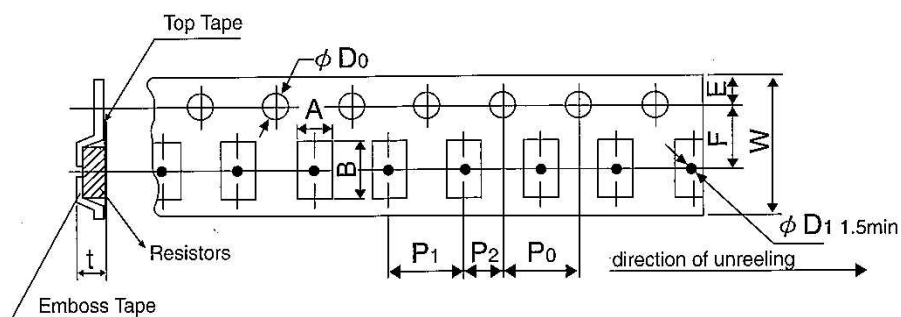 Top Tape
φ D0
A
B
E
F
W
t
Resistors
Emboss Tape
P1
P2
P0
φ D1 1.5min
direction of unreeling